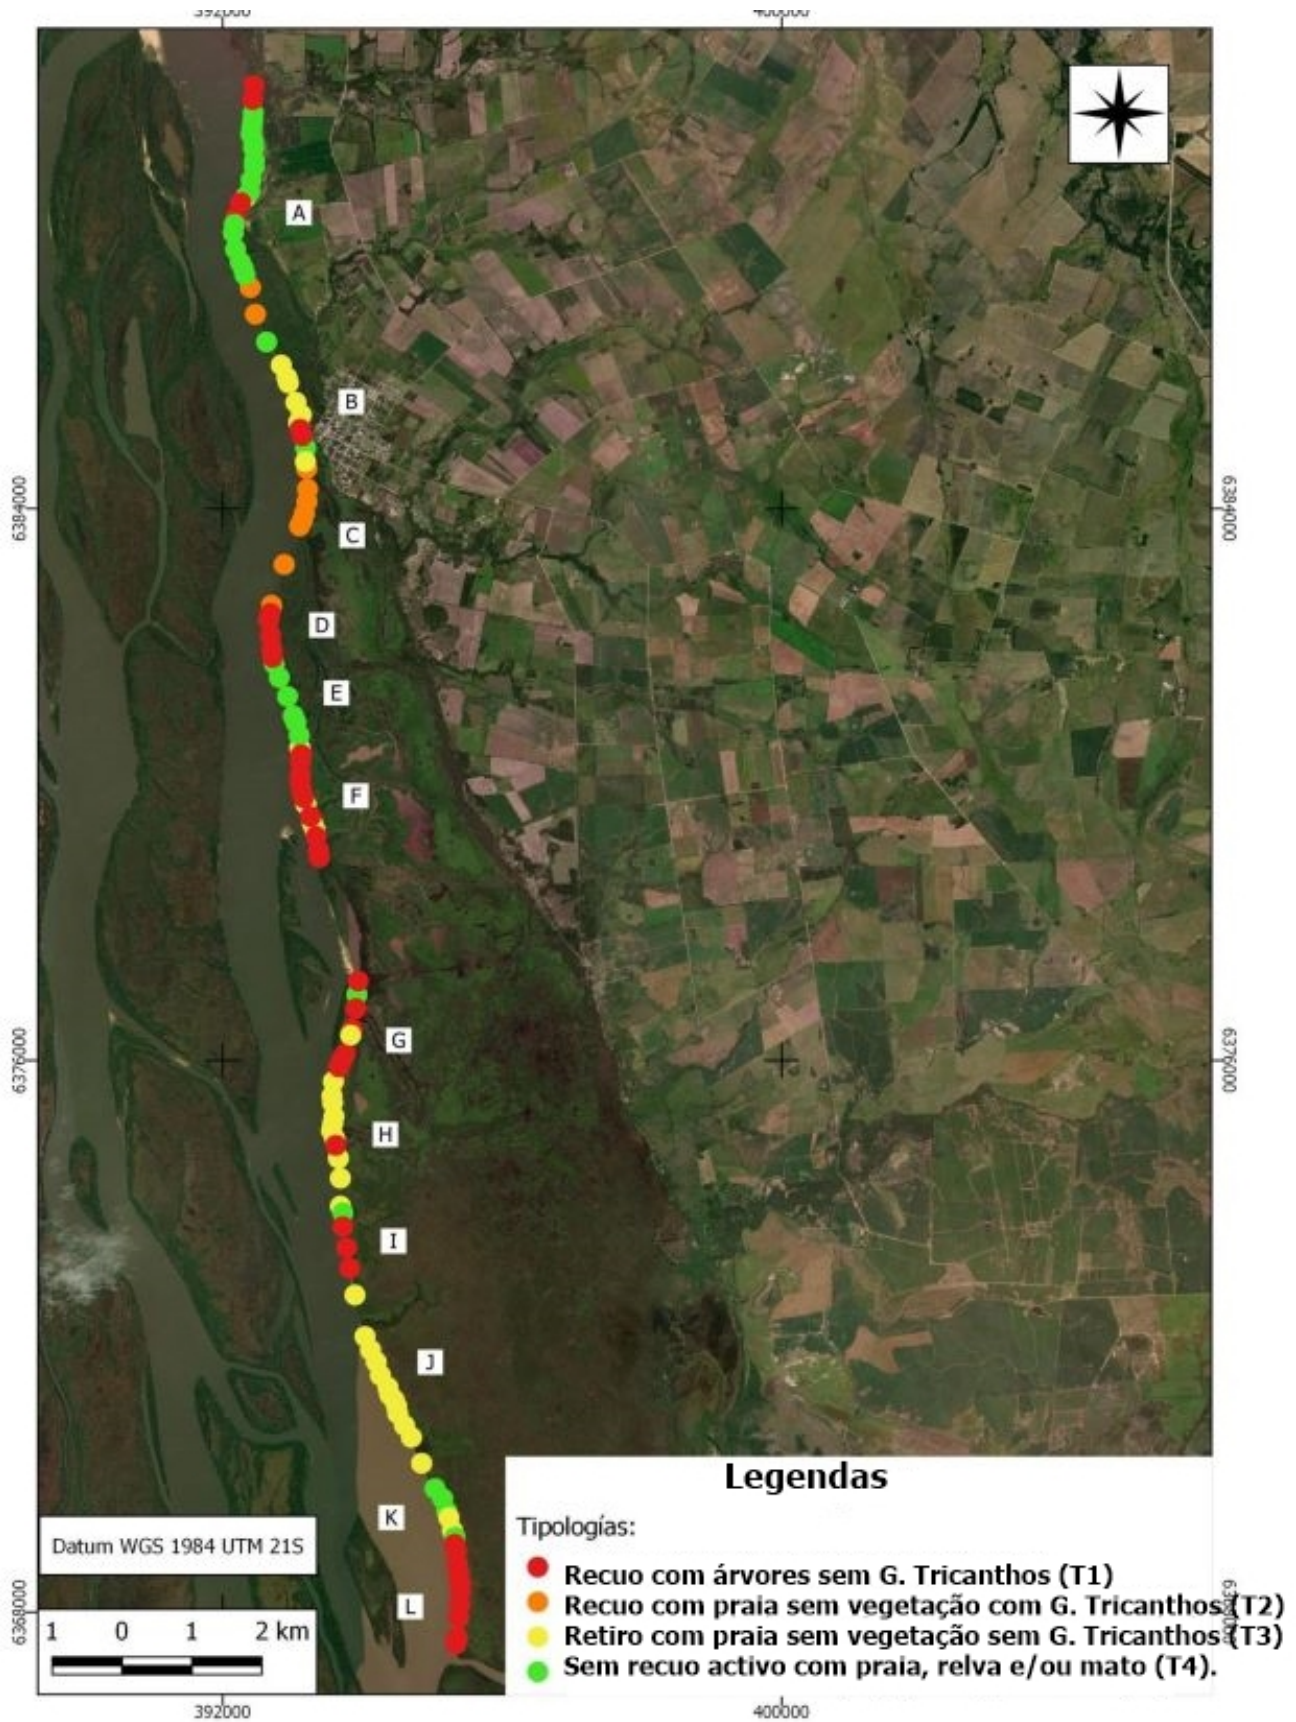 392000
400000
A
B
6384000
6384000
C
D
E
F
G
6376000
6376000
H
I
J
Legendas
K
Tipologías:
Datum WGS 1984 UTM 21S
Recuo com árvores sem G. Tricanthos (T1)
L
6368000
Recuo com praia sem vegetação com G. Tricanthos (T2)
1 0 1 2 km
Retiro com praia sem vegetação sem G. Tricanthos (T3)
Sem recuo activo com praia, relva e/ou mato (T4).
392000
400000